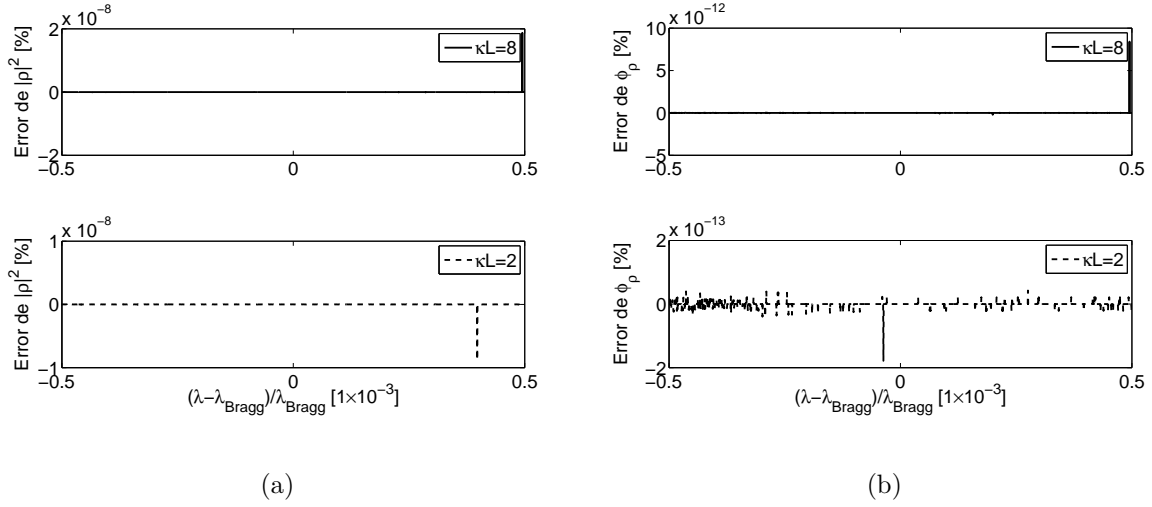 2 x 10−8
Error de |ρ|2 [%]
κL=8
0
−2
−0.5 0 0.5
1 x 10−8
Error de |ρ|2 [%]
κL=2
0
−1
−0.5 0 0.5
(λ−λBragg)/λBragg [1×10−3]
(a)
10 x 10−12
Error de ϕρ [%]
κL=8
5
0
−5
−0.5 0 0.5
2 x 10−13
Error de ϕρ [%]
κL=2
0
−2
−0.5 0 0.5
(λ−λBragg)/λBragg [1×10−3]
(b)